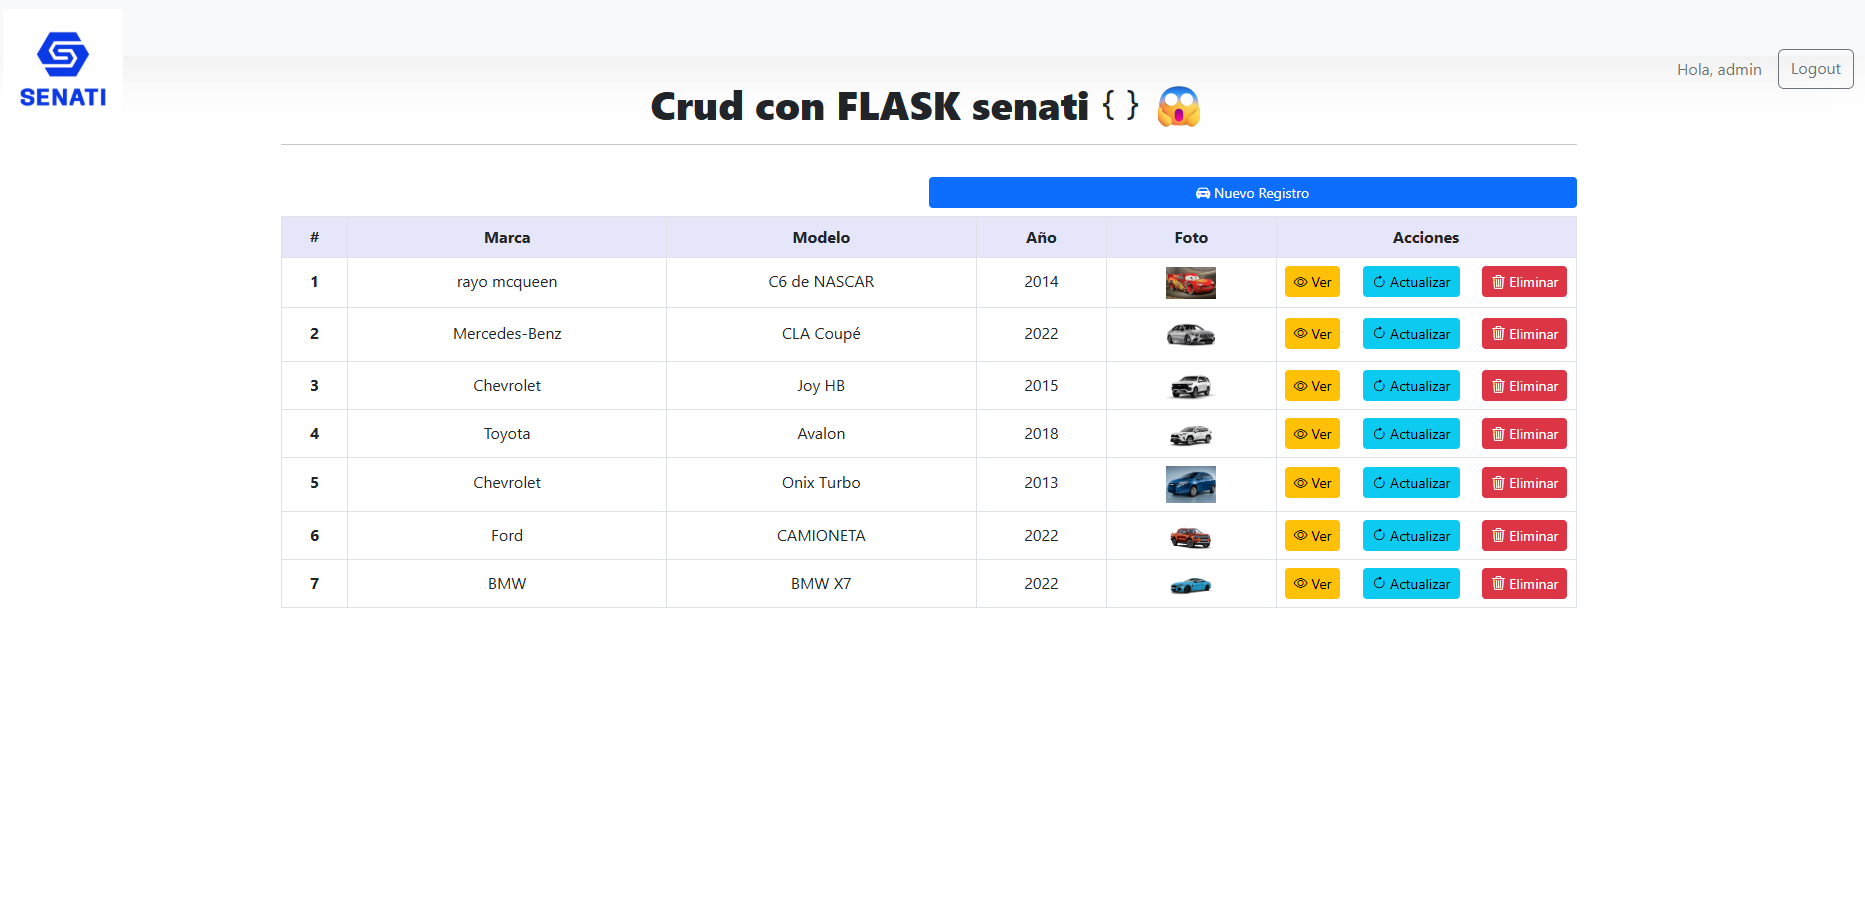 SENATI
Hola, admin Logout
Crud con FLASK senati { } 😱
Nuevo Registro
# Marca Modelo Año Foto Acciones
1 rayo mcqueen C6 de NASCAR 2014 Ver Actualizar Eliminar
2 Mercedes-Benz CLA Coupé 2022 Ver Actualizar Eliminar
3 Chevrolet Joy HB 2015 Ver Actualizar Eliminar
4 Toyota Avalon 2018 Ver Actualizar Eliminar
5 Chevrolet Onix Turbo 2013 Ver Actualizar Eliminar
6 Ford CAMIONETA 2022 Ver Actualizar Eliminar
7 BMW BMW X7 2022 Ver Actualizar Eliminar